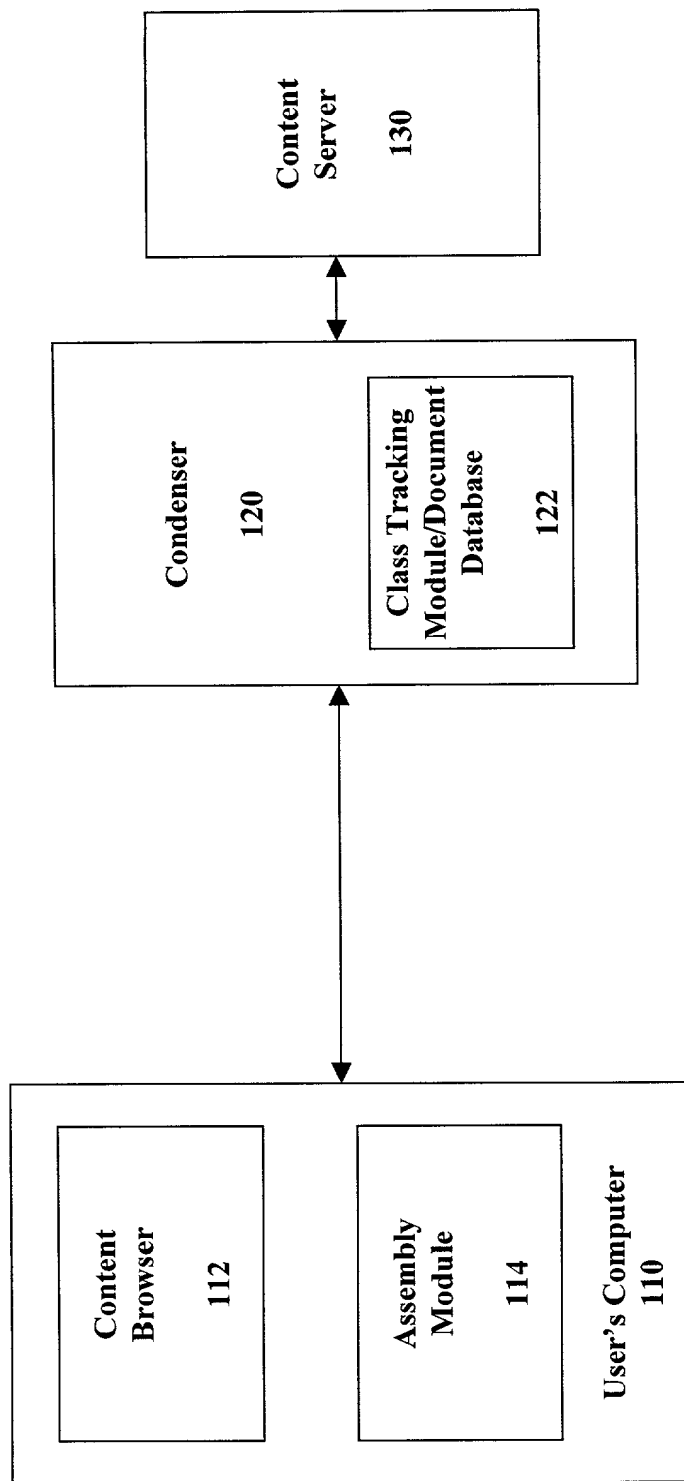 Content
Browser
112
Assembly
Module
114
User's Computer
110
Condenser
120
Class Tracking
Module/Document
Database
122
Content
Server
130